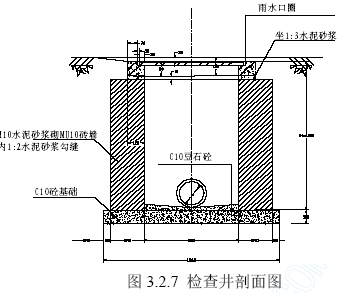 雨水口圈
坐1:3水泥砂浆
M10水泥砂浆砌MU10砖墙
内1:2水泥砂浆勾缝
C10豆石砼
C10砼基础
图 3.2.7 检查井剖面图